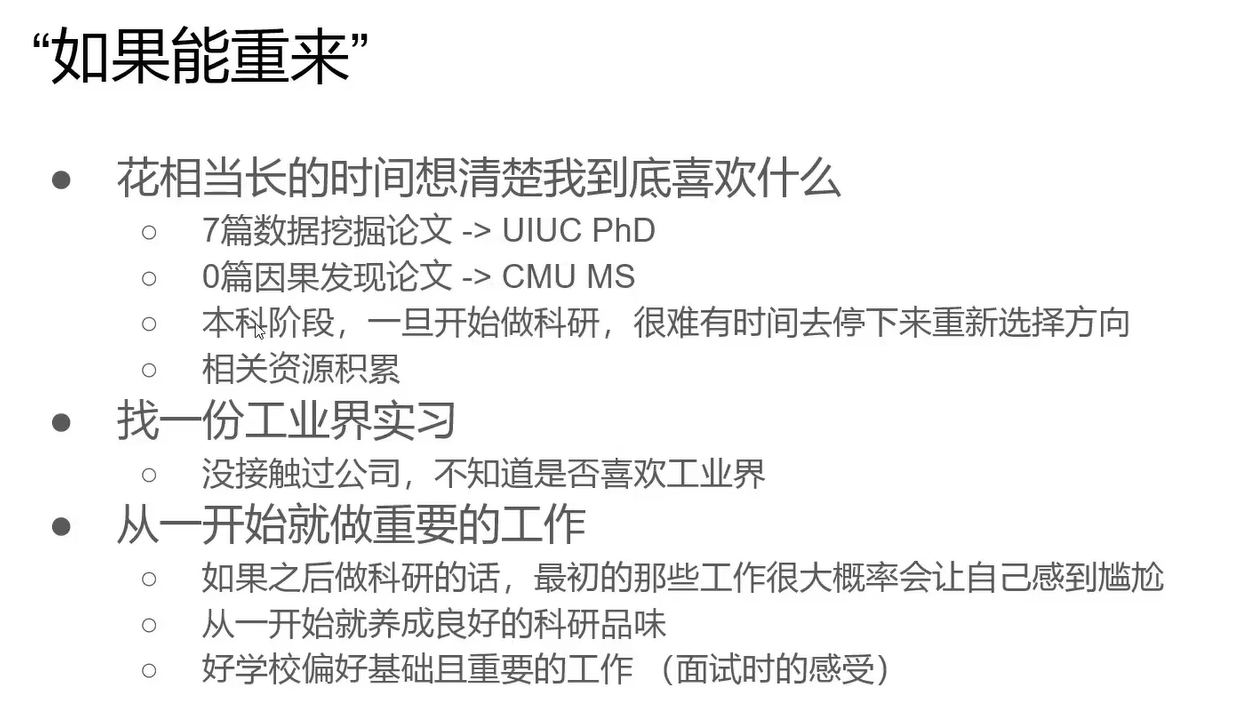 “如果能重来”
● 花相当长的时间想清楚我到底喜欢什么
○ 7篇数据挖掘论文 -> UIUC PhD
○ 0篇因果发现论文 -> CMU MS
○ 本科阶段，一旦开始做科研，很难有时间去停下来重新选择方向
○ 相关资源积累
● 找一份工业界实习
○ 没接触过公司，不知道是否喜欢工业界
● 从一开始就做重要的工作
○ 如果之后做科研的话，最初的那些工作很大概率会让自己感到尴尬
○ 从一开始就养成良好的科研品味
○ 好学校偏好基础且重要的工作 （面试时的感受）